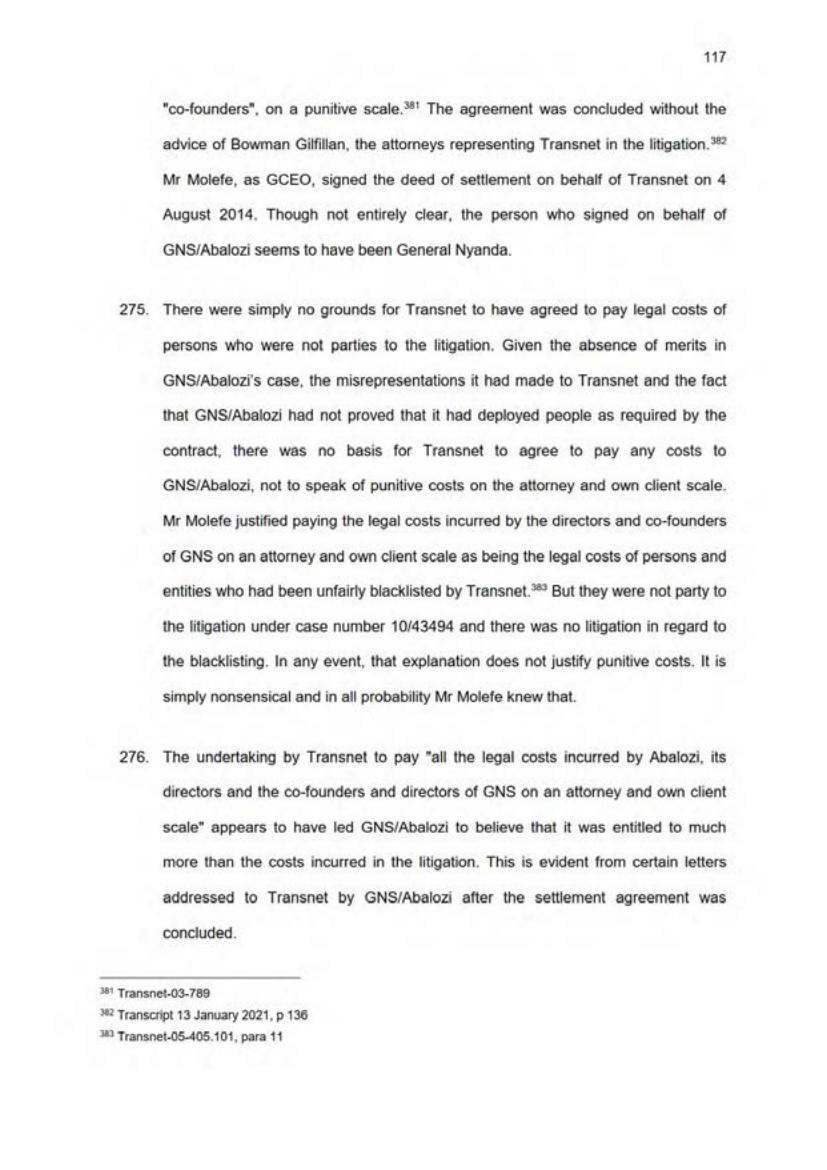 117
"co-founders", on a punitive scale.381 The agreement was concluded without the
advice of Bowman Gilfillan, the attorneys representing Transnet in the litigation.382
Mr Molefe, as GCEO, signed the deed of settlement on behalf of Transnet on 4
August 2014. Though not entirely clear, the person who signed on behalf of
GNS/Abalozi seems to have been General Nyanda.
275. There were simply no grounds for Transnet to have agreed to pay legal costs of
persons who were not parties to the litigation. Given the absence of merits in
GNS/Abalozi's case, the misrepresentations it had made to Transnet and the fact
that GNS/Abalozi had not proved that it had deployed people as required by the
contract, there was no basis for Transnet to agree to pay any costs to
GNS/Abalozi, not to speak of punitive costs on the attorney and own client scale.
Mr Molefe justified paying the legal costs incurred by the directors and co-founders
of GNS on an attorney and own client scale as being the legal costs of persons and
entities who had been unfairly blacklisted by Transnet.383 But they were not party to
the litigation under case number 10/43494 and there was no litigation in regard to
the blacklisting. In any event, that explanation does not justify punitive costs. It is
simply nonsensical and in all probability Mr Molefe knew that.
276. The undertaking by Transnet to pay "all the legal costs incurred by Abalozi, its
directors and the co-founders and directors of GNS on an attorney and own client
scale" appears to have led GNS/Abalozi to believe that it was entitled to much
more than the costs incurred in the litigation. This is evident from certain letters
addressed to Transnet by GNS/Abalozi after the settlement agreement was
concluded.
381 Transnet-03-789
382 Transcript 13 January 2021, p 136
383 Transnet-05-405.101, para 11